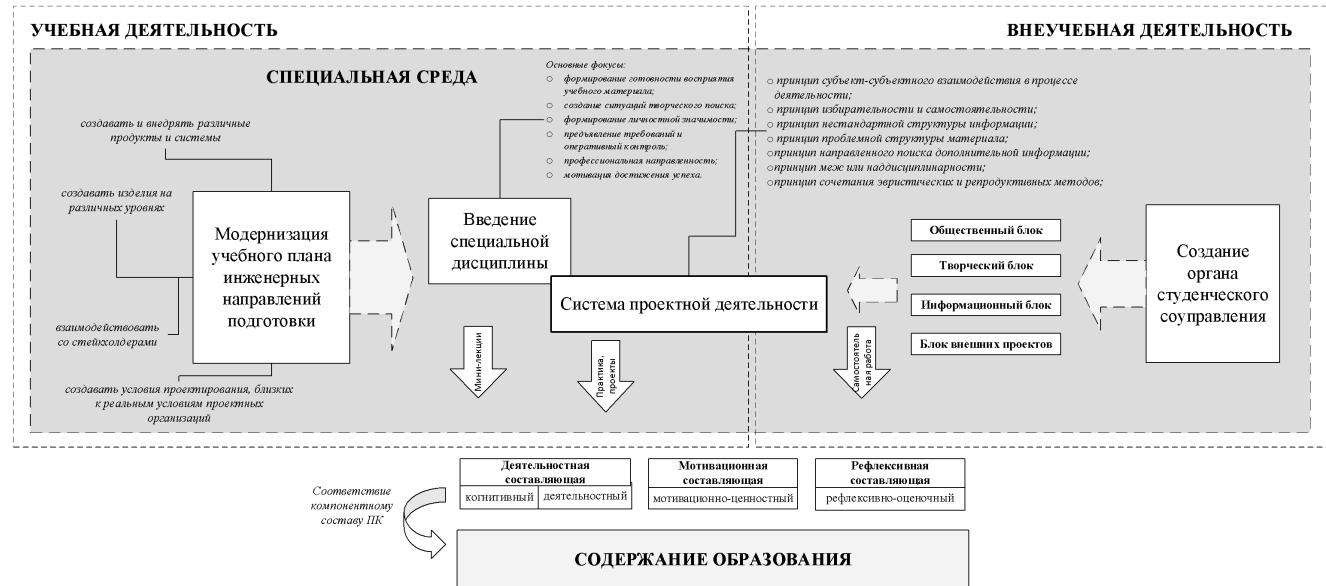 УЧЕБНАЯ ДЕЯТЕЛЬНОСТЬ
ВНЕУЧЕБНАЯ ДЕЯТЕЛЬНОСТЬ
СПЕЦИАЛЬНАЯ СРЕДА
создавать и внедрять различные
продукты и системы
создавать изделия на
различных уровнях
взаимодействовать
со стейкхолдерами
создавать условия проектирования, близких
к реальным условиям проектных
организаций
Модернизация
учебного плана
инженерных
направлений
подготовки
Основные фокусы:
○ формирование готовности восприятия
учебного материала;
○ создание ситуаций творческого поиска;
○ формирование личностной значимости;
○ предъявление требований и
оперативный контроль;
○ профессиональная направленность;
○ мотивация достижения успеха.
Введение
специальной
дисциплины
Система проектной деятельности
○ принцип субъект-субъектного взаимодействия в процессе
деятельности;
○ принцип избирательности и самостоятельности;
○ принцип нестандартной структуры информации;
○ принцип проблемной структуры материала;
○ принцип направленного поиска дополнительной информации;
○ принцип меж или наддисциплинарности;
○ принцип сочетания эвристических и репродуктивных методов;
Общественный блок
Творческий блок
Информационный блок
Блок внешних проектов
Создание
органа
студенческого
соуправления
Мини-лекции
Практика,
проекты
Самостоятель
ная работа
Деятельностная
составляющая
когнитивный
деятельностный
Мотивационная
составляющая
мотивационно-ценностный
Рефлексивная
составляющая
рефлексивно-оценочный
Соответствие
компонентному
составу ПК
СОДЕРЖАНИЕ ОБРАЗОВАНИЯ